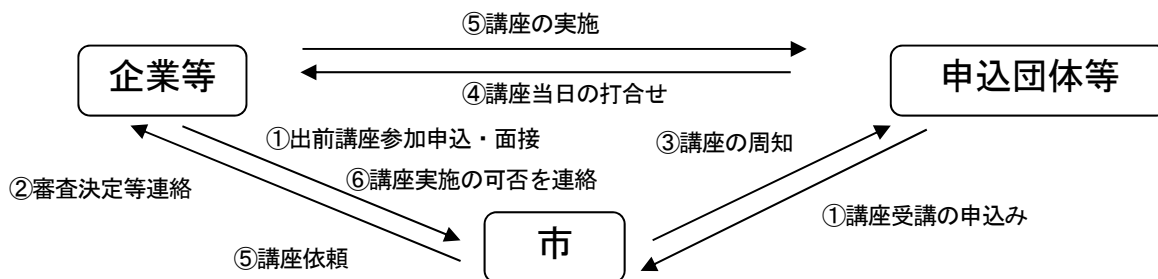 ⑤講座の実施
企業等
申込団体等
④講座当日の打合せ
①出前講座参加申込・面接
③講座の周知
②審査決定等連絡
⑥講座実施の可否を連絡
①講座受講の申込み
市
⑤講座依頼